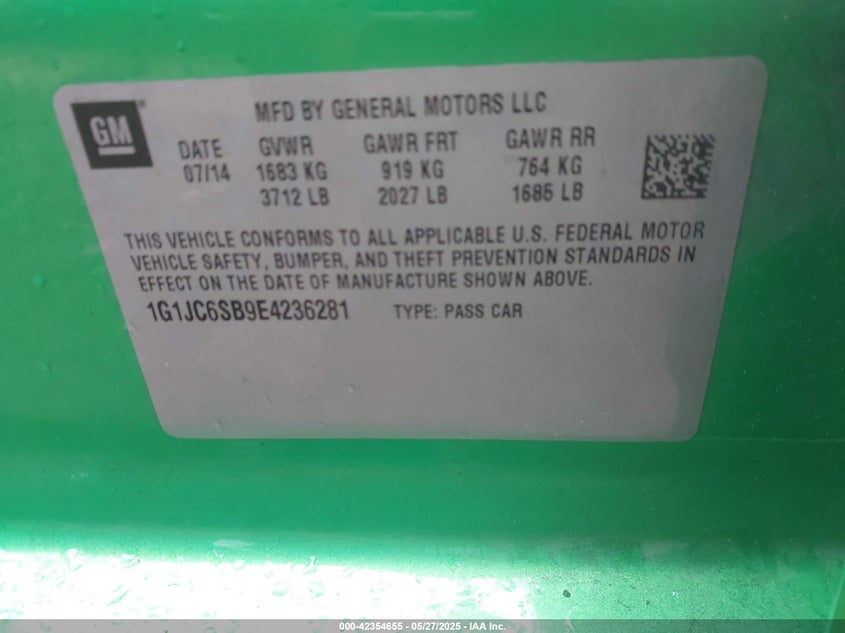 GM
MFD BY GENERAL MOTORS LLC
DATE GVWR GAWR FRT GAWR RR
07/14 1683 KG 919 KG 764 KG
3712 LB 2027 LB 1685 LB
THIS VEHICLE CONFORMS TO ALL APPLICABLE U.S. FEDERAL MOTOR
VEHICLE SAFETY, BUMPER, AND THEFT PREVENTION STANDARDS IN
EFFECT ON THE DATE OF MANUFACTURE SHOWN ABOVE.
1G1JC6SB9E4236281 TYPE: PASS CAR
000-42354655 - 05/27/2025 - IAA Inc.